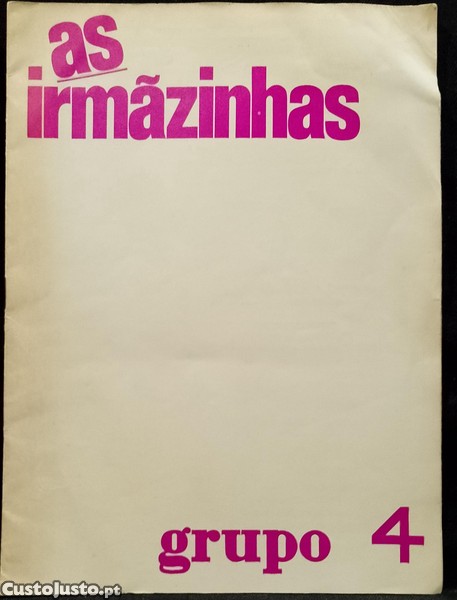 as
irmãzinhas
grupo 4
CustoJusto.pt